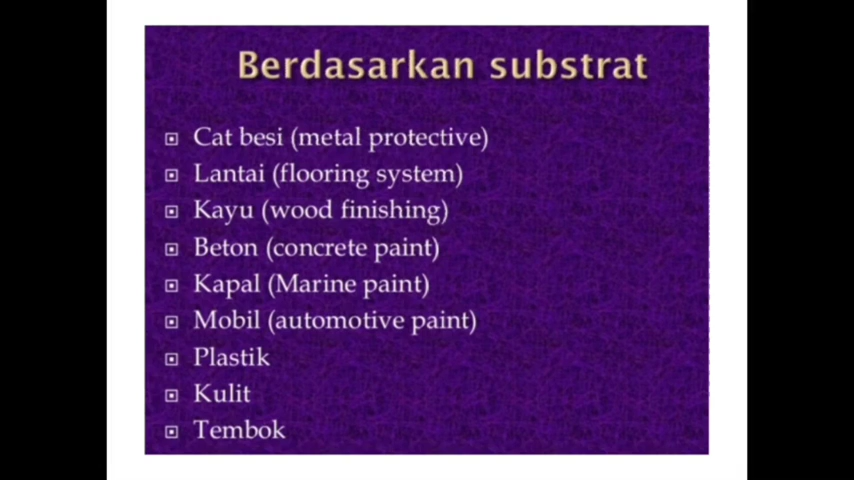 Berdasarkan substrat
Cat besi (metal protective)
Lantai (flooring system)
Kayu (wood finishing)
Beton (concrete paint)
Kapal (Marine paint)
Mobil (automotive paint)
Plastik
Kulit
Tembok